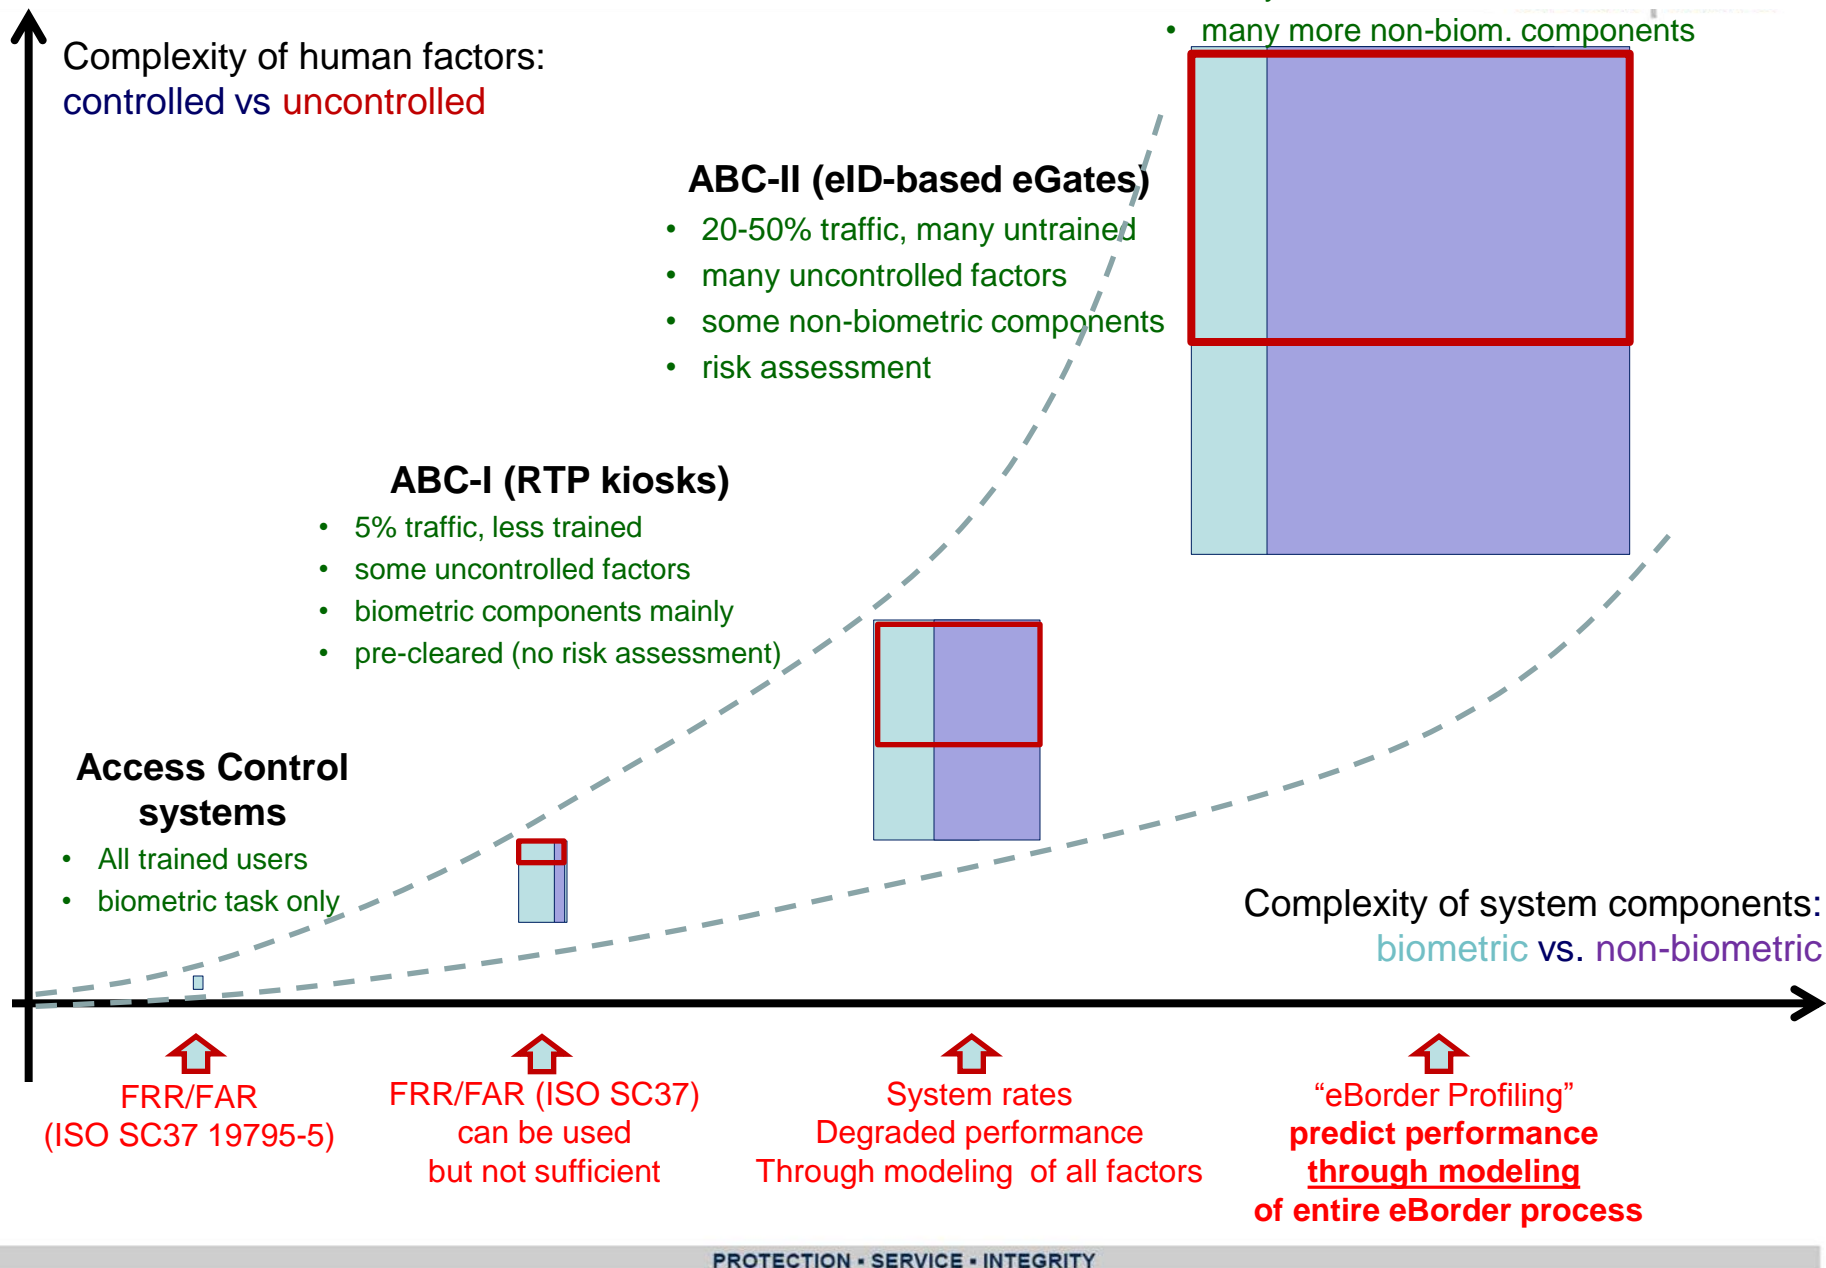 • many more non-biom. components
Complexity of human factors:
controlled vs uncontrolled
ABC-II (eID-based eGates)
• 20-50% traffic, many untrained
• many uncontrolled factors
• some non-biometric components
• risk assessment
ABC-I (RTP kiosks)
• 5% traffic, less trained
• some uncontrolled factors
• biometric components mainly
• pre-cleared (no risk assessment)
Access Control
systems
• All trained users
• biometric task only
Complexity of system components:
biometric vs. non-biometric
FRR/FAR
(ISO SC37 19795-5)
FRR/FAR (ISO SC37)
can be used
but not sufficient
System rates
Degraded performance
Through modeling of all factors
“eBorder Profiling”
predict performance
through modeling
of entire eBorder process
PROTECTION ▪ SERVICE ▪ INTEGRITY